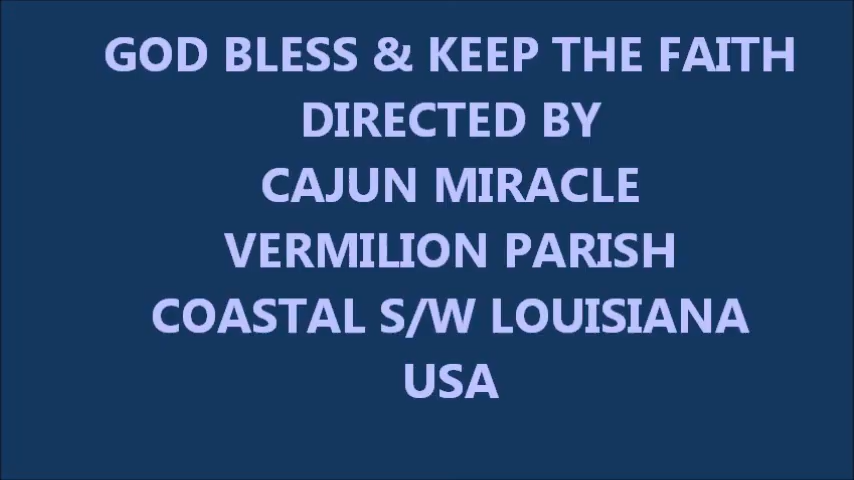 GOD BLESS & KEEP THE FAITH
DIRECTED BY
CAJUN MIRACLE
VERMILION PARISH
COASTAL S/W LOUISIANA
USA